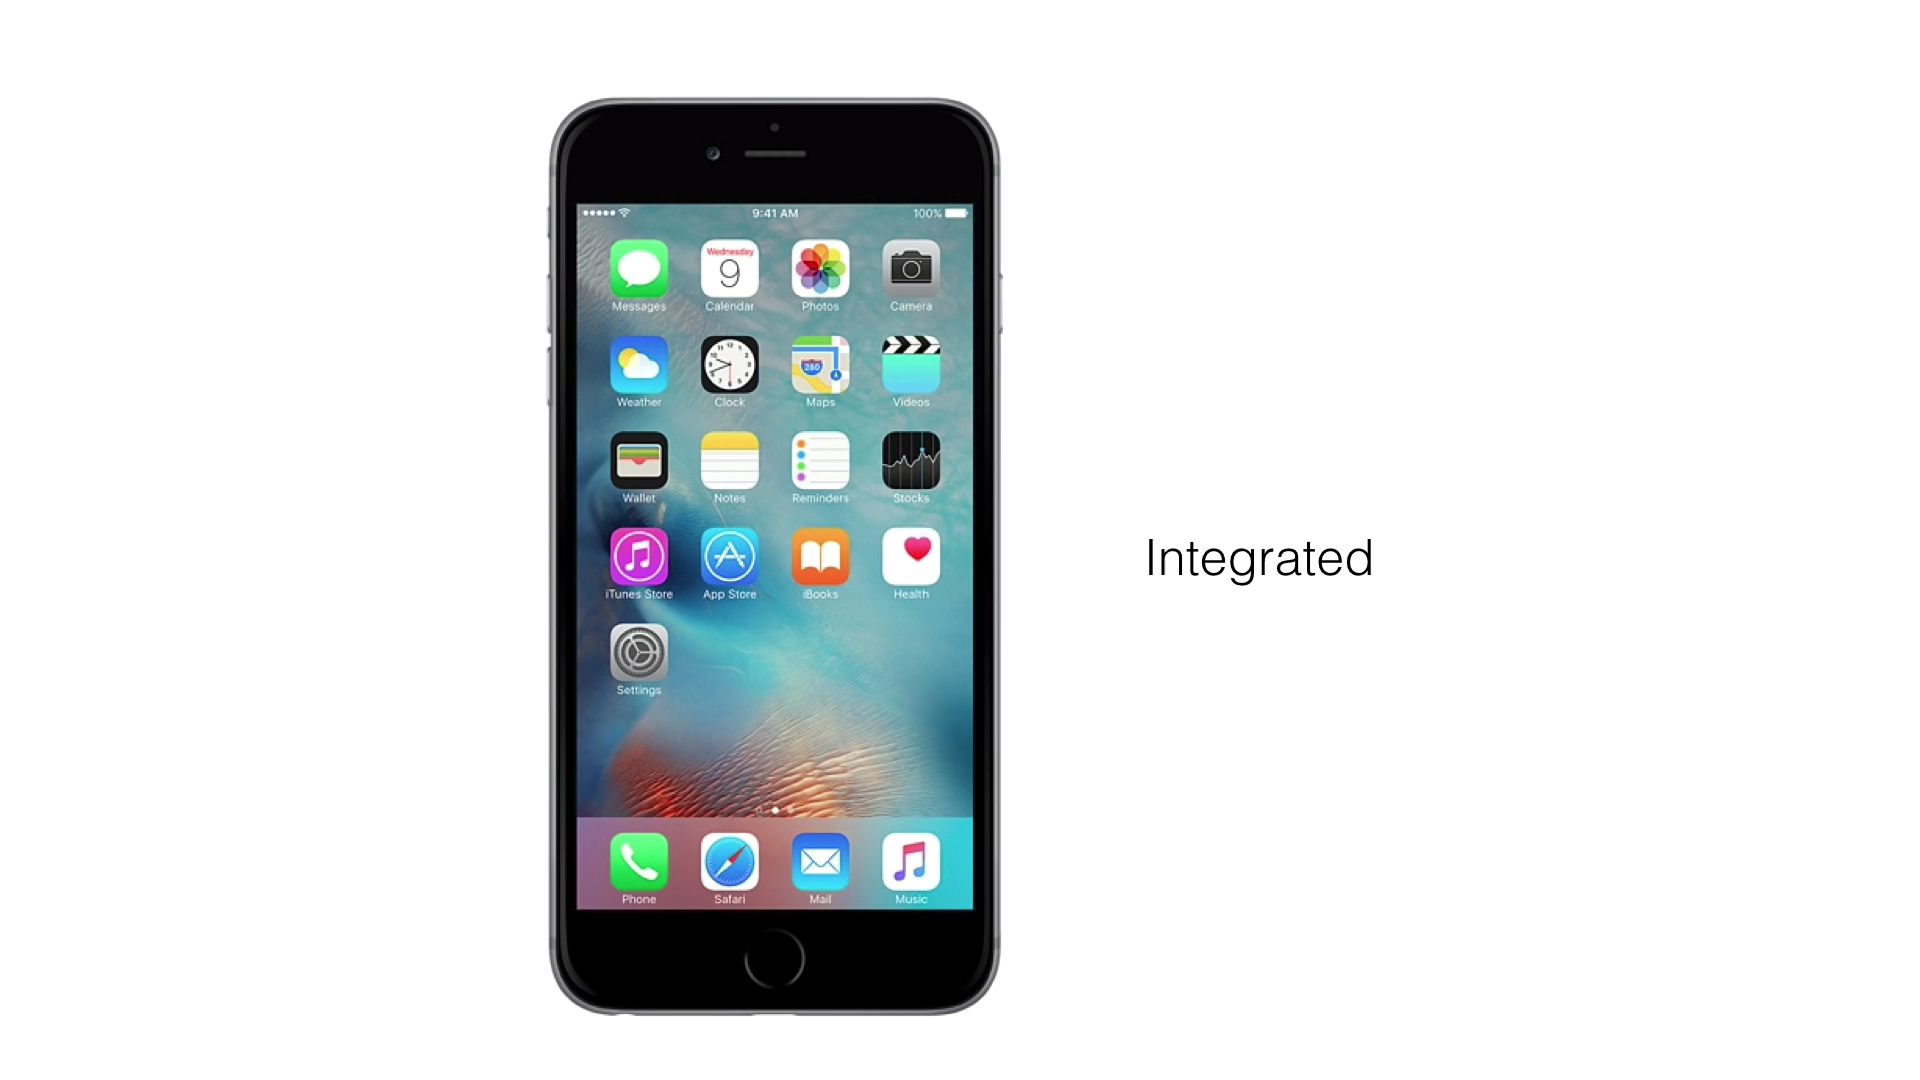 9:41 AM 100%
Wednesday
9
Messages Calendar Photos Camera
280
Weather Clock Maps Videos
Wallet Notes Reminders Stocks
iTunes Store App Store iBooks Health
Settings
Phone Safari Mail Music
Integrated